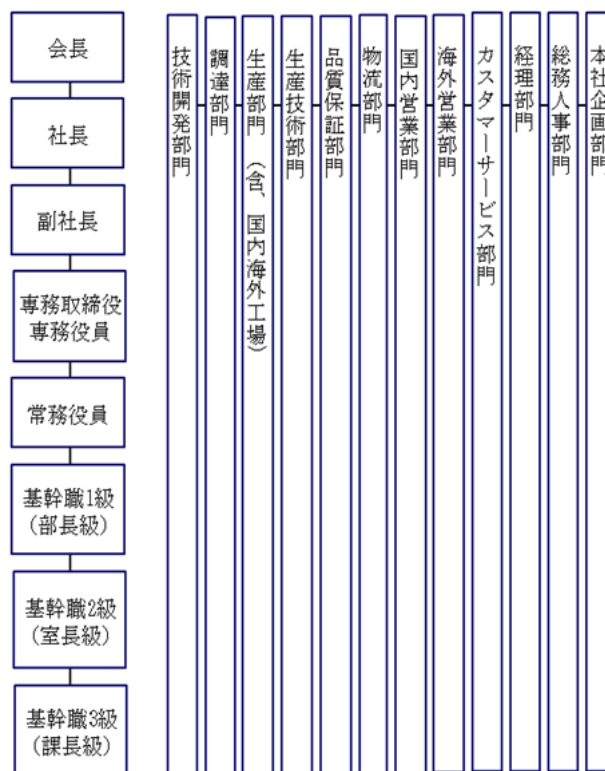 会長
社長
副社長
専務取締役
専務役員
常務役員
基幹職1級
(部長級)
基幹職2級
(室長級)
基幹職3級
(課長級)
技術開発部門
調達部門
生産部門 (含、国内海外工場)
生産技術部門
品質保証部門
物流部門
国内営業部門
海外営業部門
カスタマーサービス部門
経理部門
総務人事部門
本社企画部門